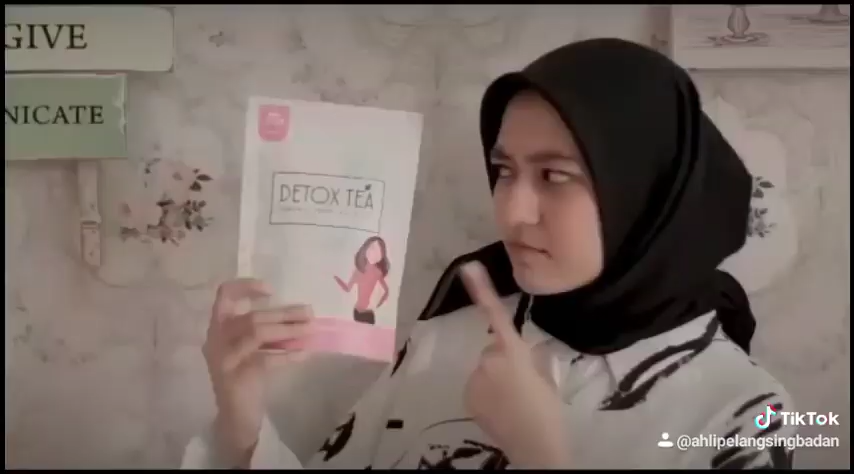 GIVE
NICATE
DETOX TEA
TikTok
@ahlipelangsingbadan